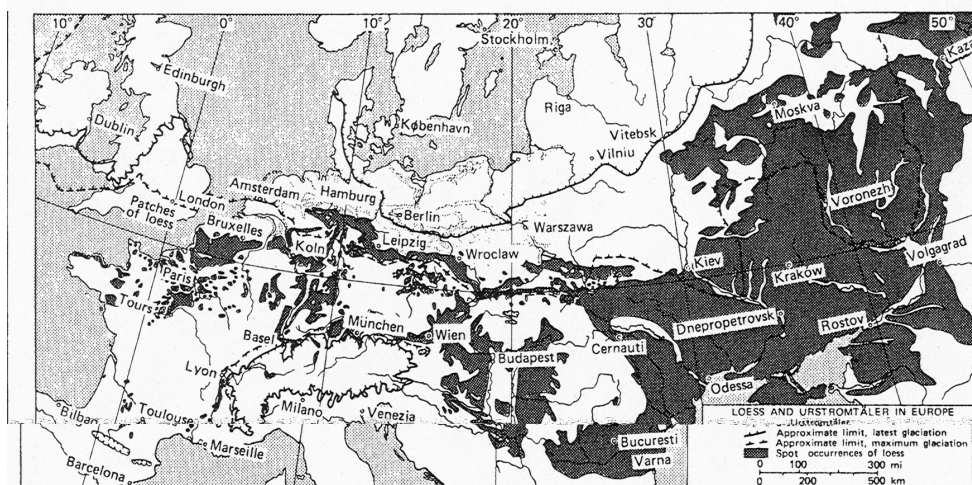 10°
0°
10°
20°
30°
40°
50°
Stockholm
Edinburgh
Riga
Moskva
Dublin
København
Vitebsk
Vilniu
Amsterdam
Hamburg
London
Berlin
Voronezh
Patches
of loess
Bruxelles
Warszawa
Koln
Leipzig
Wroclaw
Kiev
Volgagrad
Paris
Kraków
Tours
München
Dnepropetrovsk
Rostov
Basel
Wien
Cernauti
Budapest
Lyon
Odessa
Milano
Venezia
Bilbao
Toulouse
Marseille
Bucuresti
Varna
Barcelona
LOESS AND URSTROMTÄLER IN EUROPE
Urstromtäler
Approximate limit, latest glaciation
Approximate limit, maximum glaciation
Spot occurrences of loess
0 100 300 mi
0 200 500 km